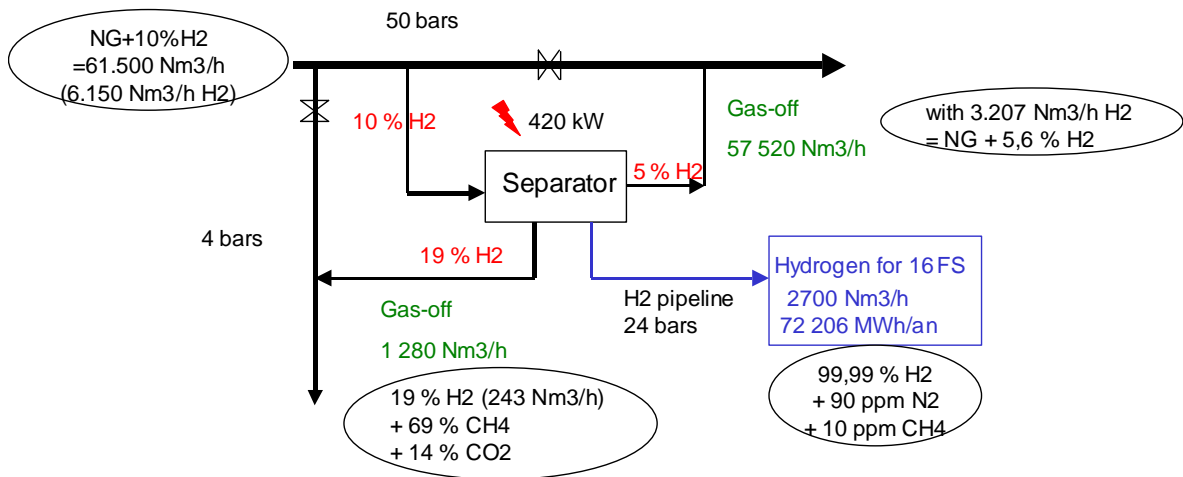 50 bars
NG+10%H2
=61.500 Nm3/h
(6.150 Nm3/h H2)
10 % H2
420 kW
Gas-off
57 520 Nm3/h
with 3.207 Nm3/h H2
= NG + 5,6 % H2
Separator
5 % H2
4 bars
19 % H2
H2 pipeline
24 bars
Hydrogen for 16 FS
2700 Nm3/h
72 206 MWh/an
Gas-off
1 280 Nm3/h
19 % H2 (243 Nm3/h)
+ 69 % CH4
+ 14 % CO2
99,99 % H2
+ 90 ppm N2
+ 10 ppm CH4